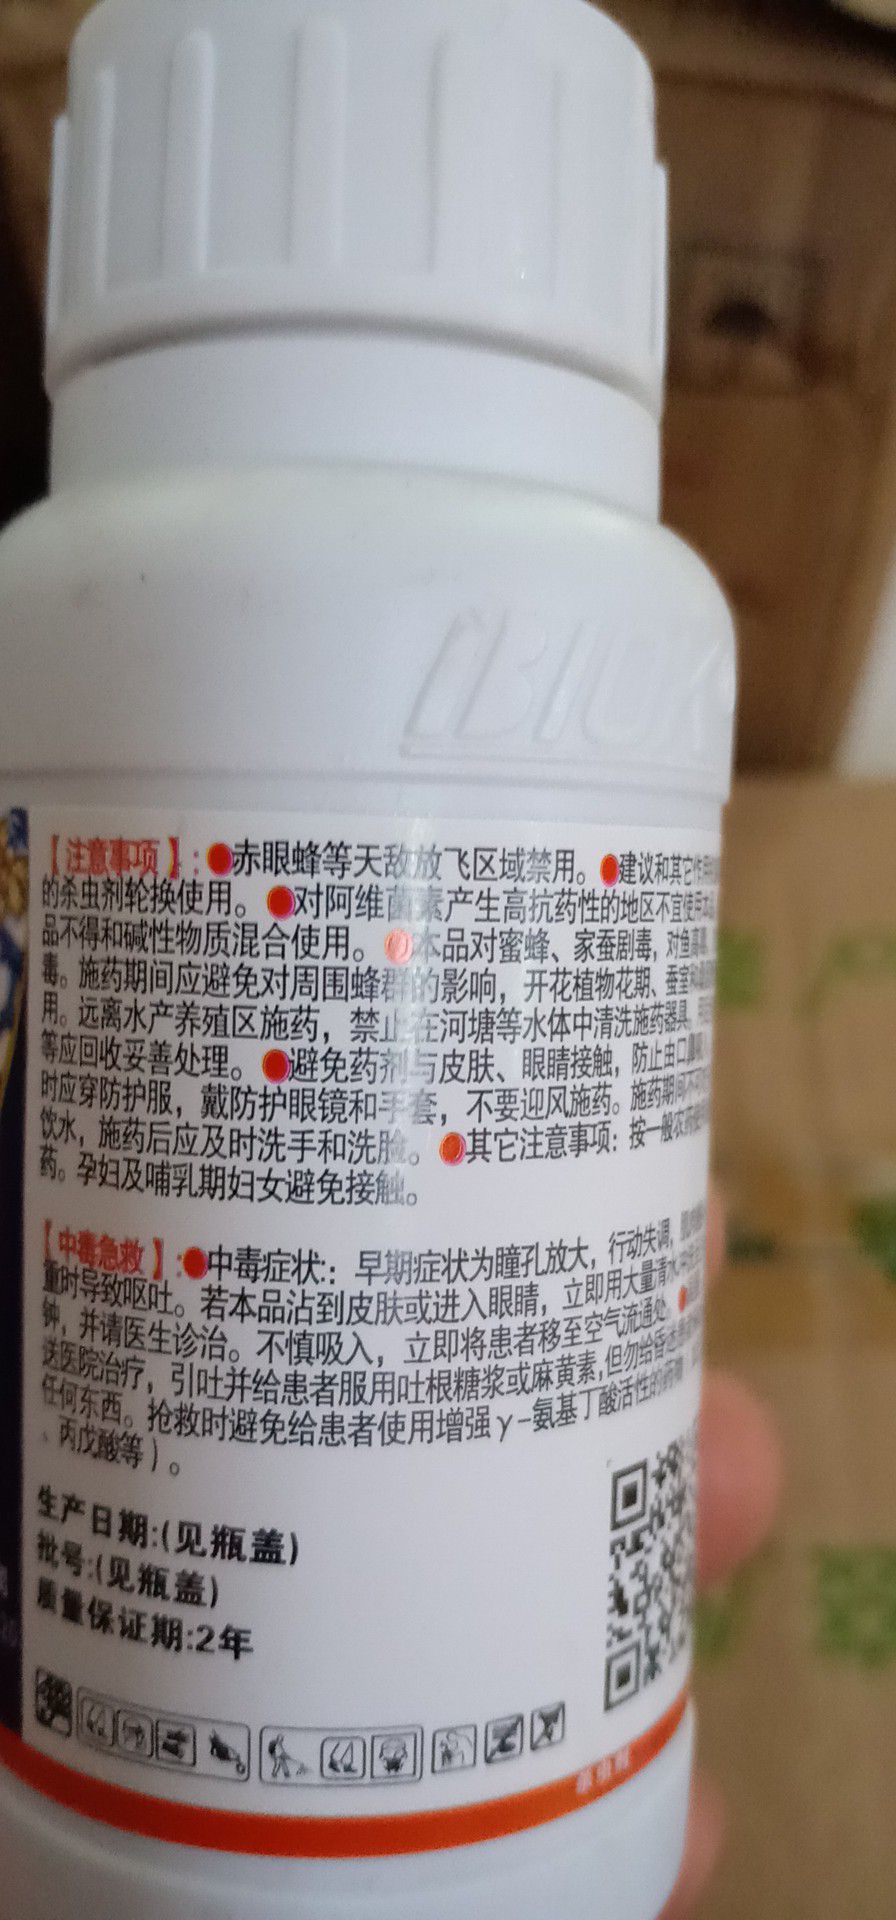 BIOK
【注意事项】:●赤眼蜂等天敌放飞区域禁用。●建议和其它作用
的杀虫剂轮换使用。●对阿维菌素产生高抗药性的地区不宜使用
品不得和碱性物质混合使用。●本品对蜜蜂、家蚕剧毒,对鱼高
毒。施药期间应避免对周围蜂群的影响,开花植物花期、蚕室和
用。远离水产养殖区施药,禁止在河塘等水体中清洗施药器具
等应回收妥善处理。●避免药剂与皮肤、眼睛接触,防止由口鼻
时应穿防护服,戴防护眼镜和手套,不要迎风施药。施药期间不可
饮水,施药后应及时洗手和洗脸。●其它注意事项:按一般农药
药。孕妇及哺乳期妇女避免接触。
【中毒急救】:●中毒症状::早期症状为瞳孔放大,行动失调,
重时导致呕吐。若本品沾到皮肤或进入眼睛,立即用大量清水
钟,并请医生诊治。不慎吸入,立即将患者移至空气流通处。●
送医院治疗,引吐并给患者服用吐根糖浆或麻黄素,但勿给昏迷患者
任何东西。抢救时避免给患者使用增强γ-氨基丁酸活性的药
、丙戊酸等)。
生产日期:(见瓶盖)
批号:(见瓶盖)
质量保证期:2年